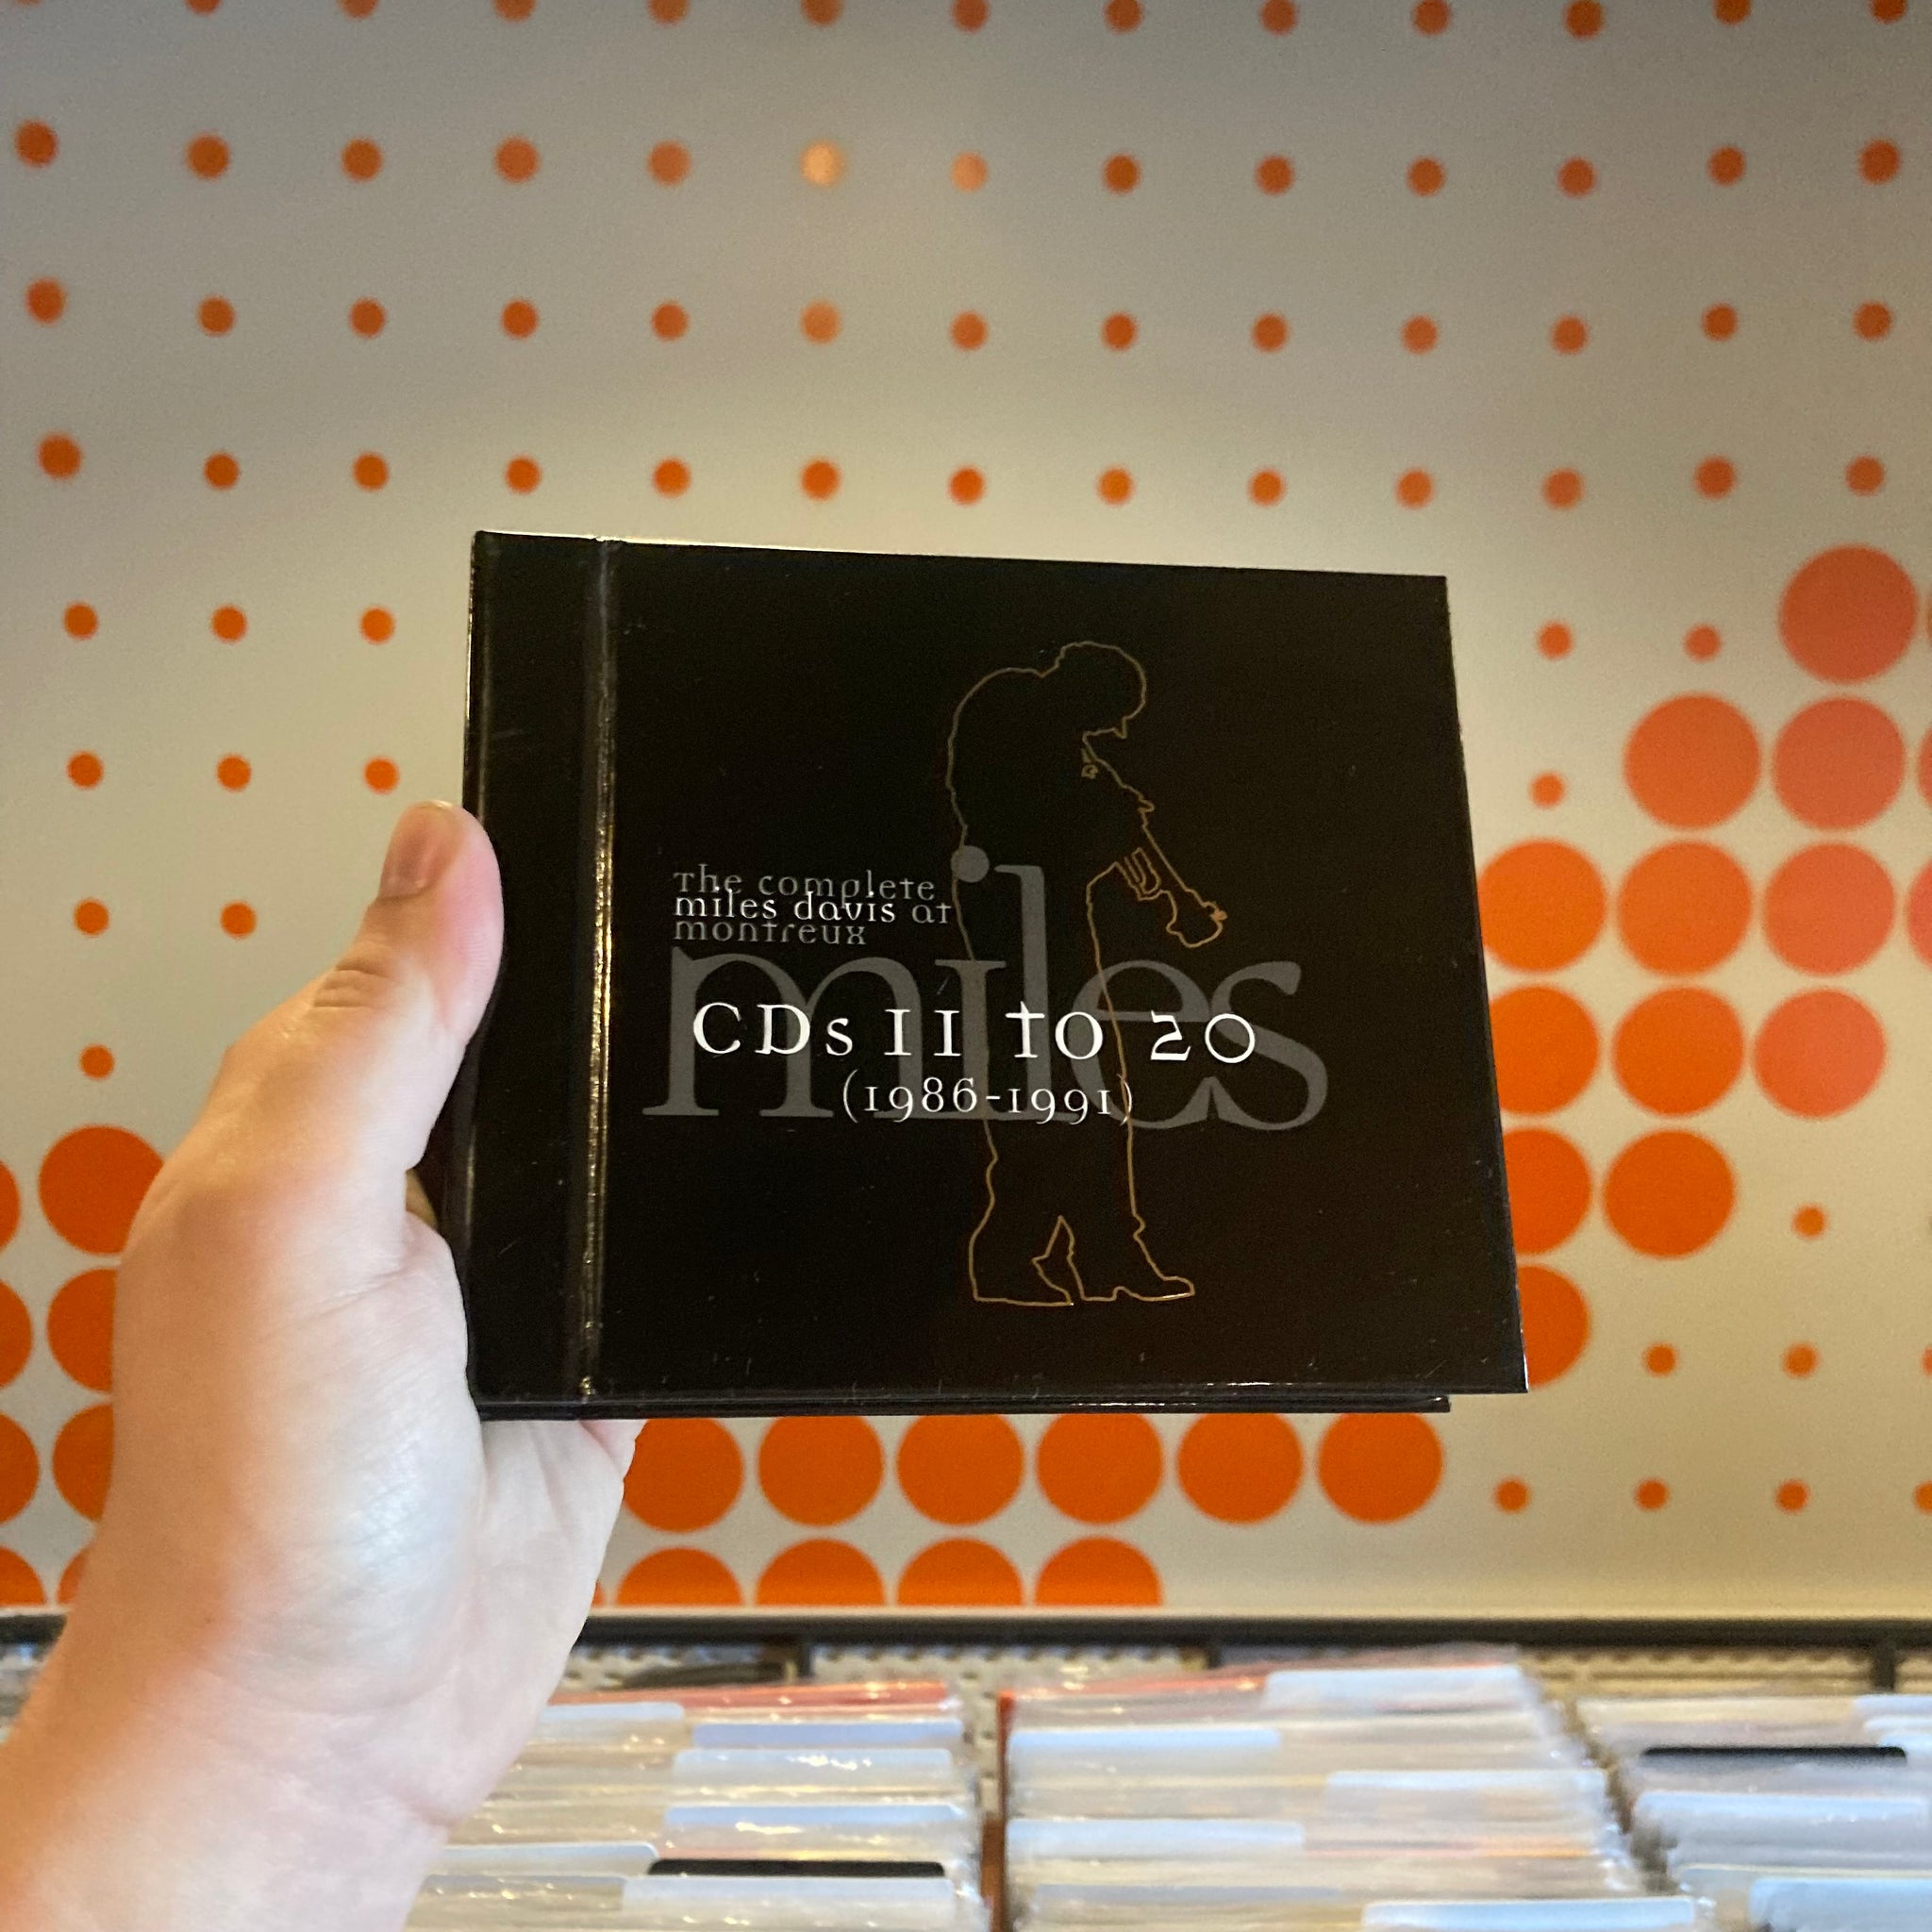 The complete
miles davis at
montreux
miles
CDs 11 to 20
(1986-1991)